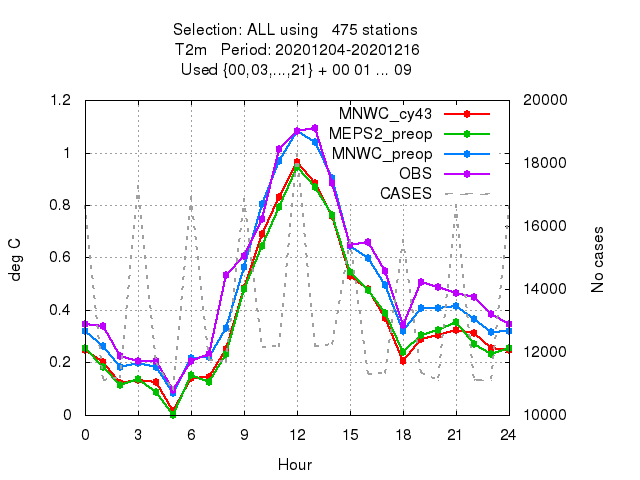 Selection: ALL using   475 stations
T2m   Period: 20201204-20201216
Used {00,03,...,21} + 00 01 ... 09
1.2
1
0.8
0.6
0.4
0.2
0
deg C
20000
18000
16000
14000
12000
10000
No cases
MNWC_cy43
MEPS2_preop
MNWC_preop
OBS
CASES
0 3 6 9 12 15 18 21 24
Hour